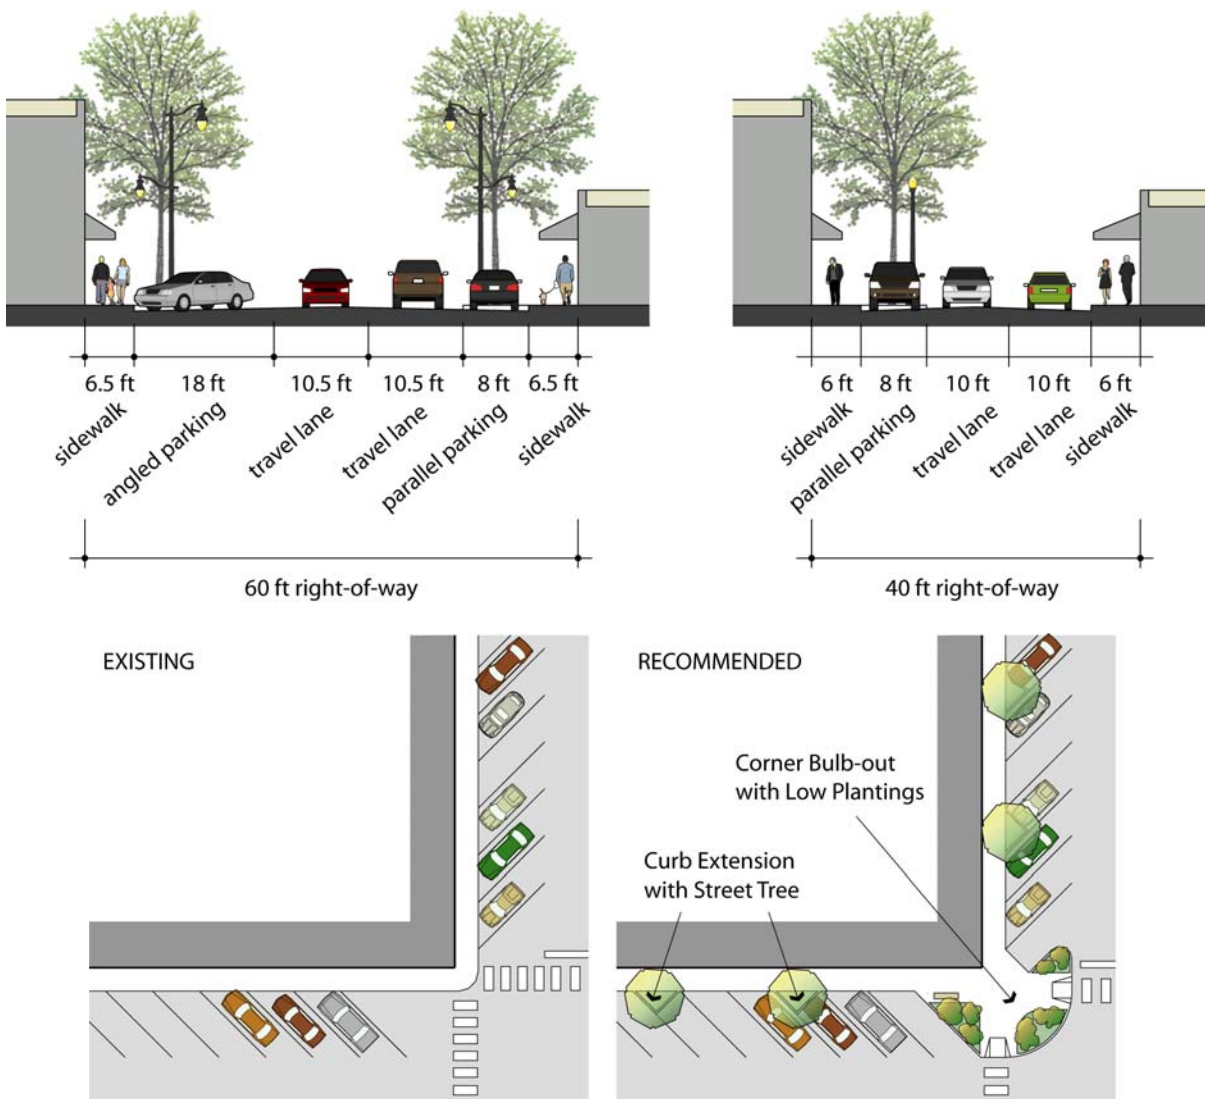 6.5 ft
18 ft
10.5 ft
10.5 ft
8 ft
6.5 ft
sidewalk
angled parking
travel lane
travel lane
parallel parking
sidewalk
60 ft right-of-way
6 ft
8 ft
10 ft
10 ft
6 ft
sidewalk
parallel parking
travel lane
travel lane
sidewalk
40 ft right-of-way
EXISTING
RECOMMENDED
Corner Bulb-out
with Low Plantings
Curb Extension
with Street Tree